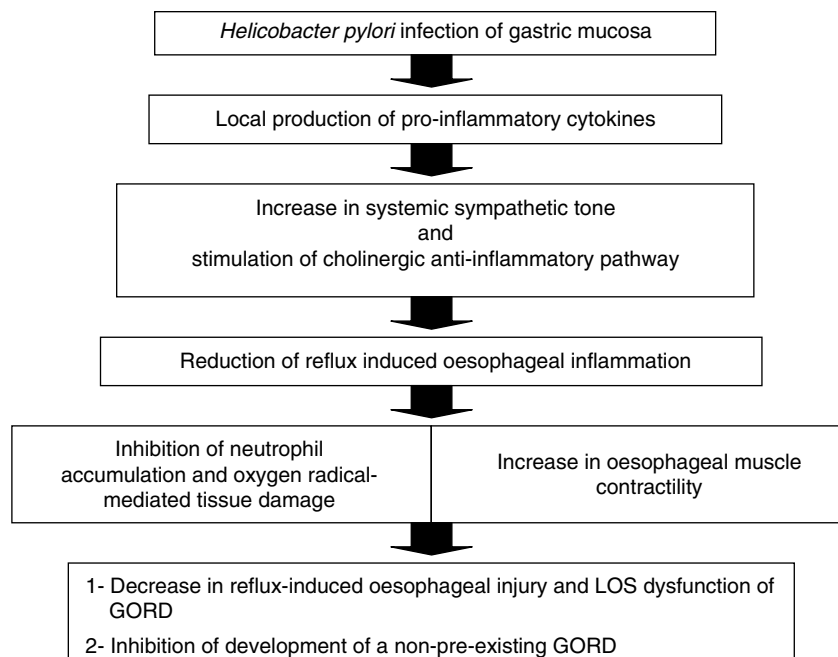 Helicobacter pylori infection of gastric mucosa
Local production of pro-inflammatory cytokines
Increase in systemic sympathetic tone
and
stimulation of cholinergic anti-inflammatory pathway
Reduction of reflux induced oesophageal inflammation
Inhibition of neutrophil
accumulation and oxygen radical-
mediated tissue damage
Increase in oesophageal muscle
contractility
1- Decrease in reflux-induced oesophageal injury and LOS dysfunction of
GORD
2- Inhibition of development of a non-pre-existing GORD